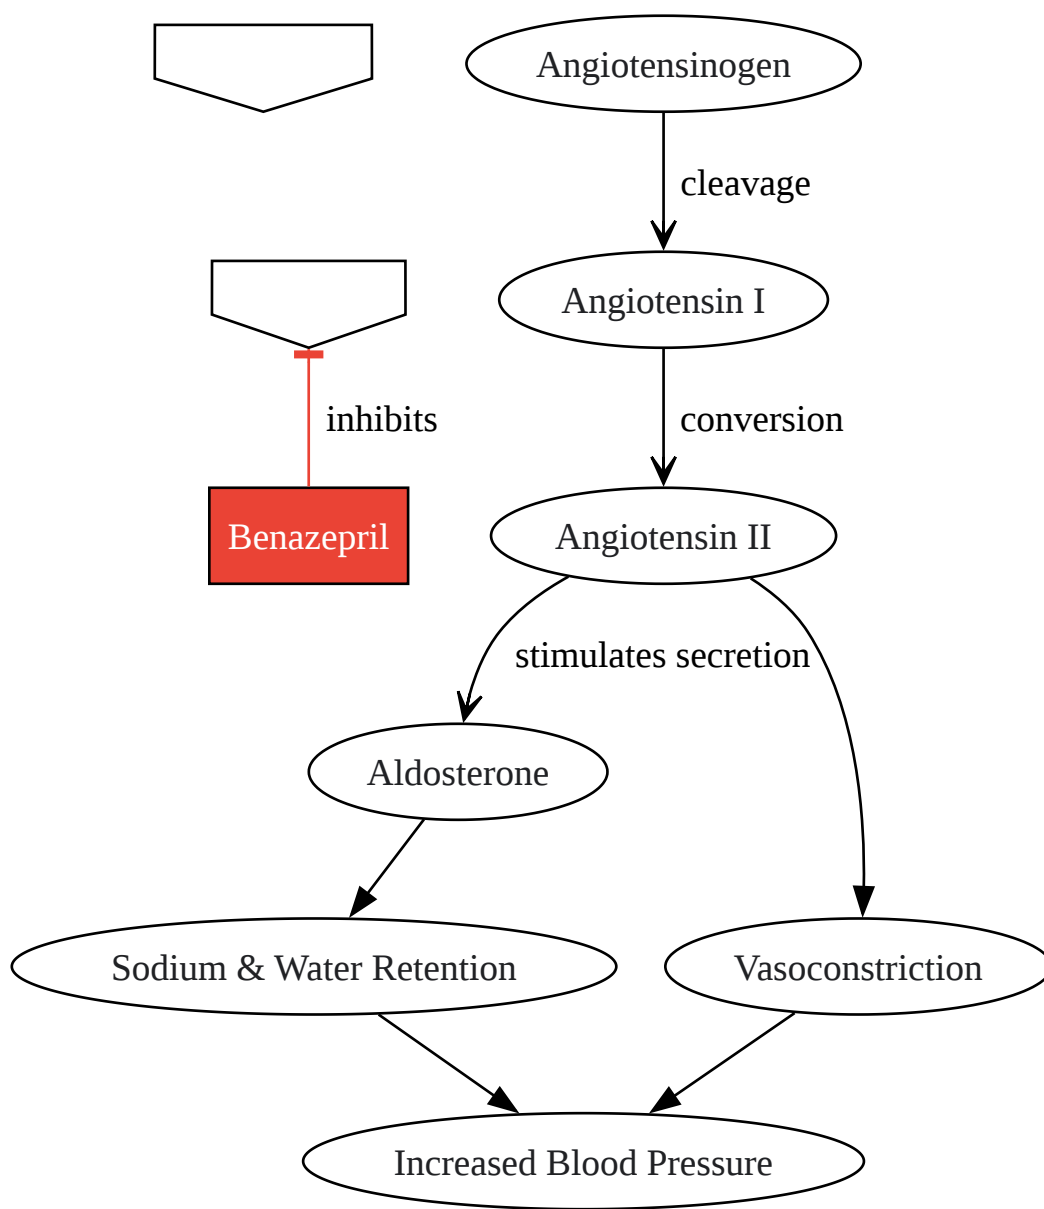 Angiotensinogen
cleavage
Angiotensin I
inhibits
conversion
Benazepril
Angiotensin II
stimulates secretion
Aldosterone
Sodium & Water Retention
Vasoconstriction
Increased Blood Pressure